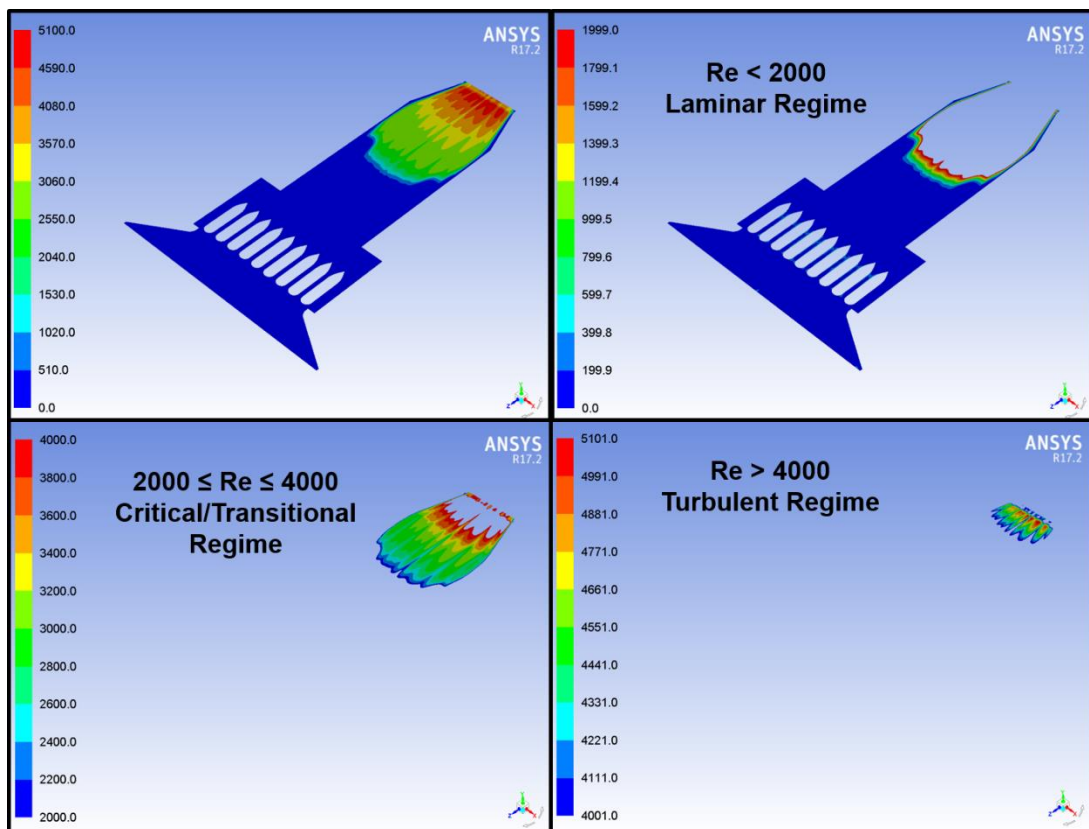 5100.0
4590.0
4080.0
3570.0
3060.0
2550.0
2040.0
1530.0
1020.0
510.0
0.0
ANSYS
R17.2
Y
Z
X
1999.0
1799.1
1599.2
1399.3
1199.4
999.5
799.6
599.7
399.8
199.9
0.0
Re < 2000
Laminar Regime
ANSYS
R17.2
Y
Z
X
4000.0
3800.0
3600.0
3400.0
3200.0
3000.0
2800.0
2600.0
2400.0
2200.0
2000.0
2000 ≤ Re ≤ 4000
Critical/Transitional
Regime
ANSYS
R17.2
Y
Z
X
5101.0
4991.0
4881.0
4771.0
4661.0
4551.0
4441.0
4331.0
4221.0
4111.0
4001.0
Re > 4000
Turbulent Regime
ANSYS
R17.2
Y
Z
X